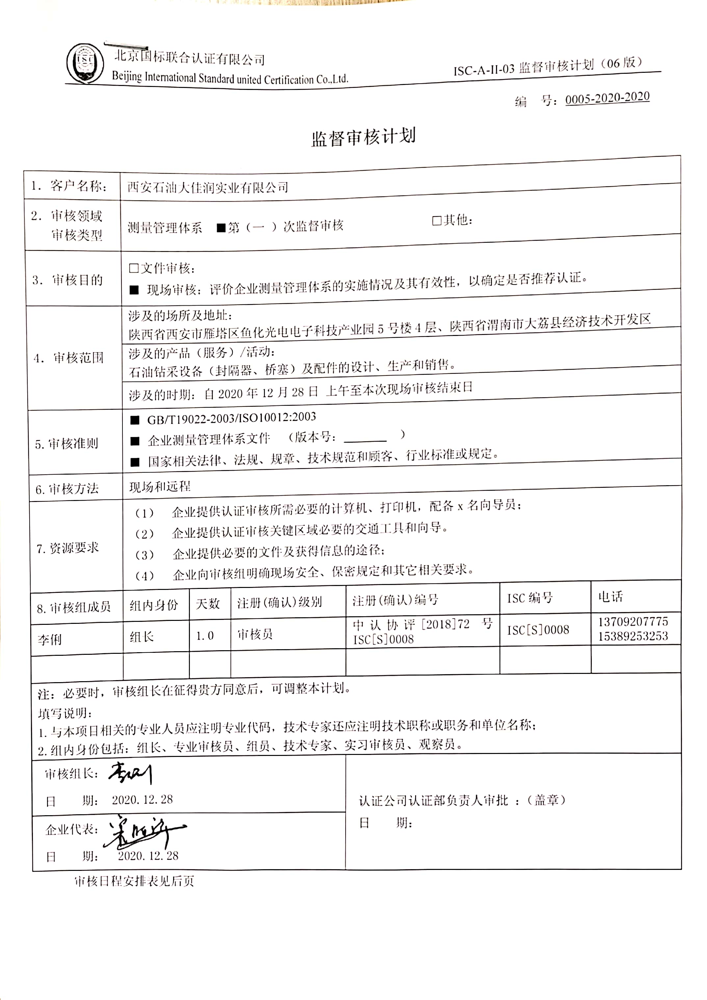 ISC
北京国标联合认证有限公司
Beijing International Standard united Certification Co.,Ltd.
ISC-A-II-03 监督审核计划（06 版）
编 号：0005-2020-2020
监督审核计划
1. 客户名称：
西安石油大佳润实业有限公司
2. 审核领域
审核类型
测量管理体系 ■第（一 ）次监督审核 □其他：
3. 审核目的
□文件审核：
■ 现场审核：评价企业测量管理体系的实施情况及其有效性，以确定是否推荐认证。
4. 审核范围
涉及的场所及地址：
陕西省西安市雁塔区鱼化光电电子科技产业园 5 号楼 4 层、陕西省渭南市大荔县经济技术开发区
涉及的产品（服务）/活动：
石油钻采设备（封隔器、桥塞）及配件的设计、生产和销售。
涉及的时期：自 2020 年 12 月 28 日 上午至本次现场审核结束日
5. 审核准则
■ GB/T19022-2003/ISO10012:2003
■ 企业测量管理体系文件 （版本号：______ ）
■ 国家相关法律、法规、规章、技术规范和顾客、行业标准或规定。
6. 审核方法
现场和远程
7. 资源要求
（1） 企业提供认证审核所需必要的计算机、打印机，配备 x 名向导员；
（2） 企业提供认证审核关键区域必要的交通工具和向导。
（3） 企业提供必要的文件及获得信息的途径；
（4） 企业向审核组明确现场安全、保密规定和其它相关要求。
8. 审核组成员 组内身份 天数 注册(确认)级别 注册(确认)编号 ISC 编号 电话
李俐 组长 1.0 审核员 中认协评[2018]72 号 ISC[S]0008 13709207775
ISC[S]0008 15389253253
注：必要时，审核组长在征得贵方同意后，可调整本计划。
填写说明：
1. 与本项目相关的专业人员应注明专业代码，技术专家还应注明技术职称或职务和单位名称；
2. 组内身份包括：组长、专业审核员、组员、技术专家、实习审核员、观察员。
审核组长：李俐
日 期： 2020.12.28
企业代表：
日 期： 2020.12.28
认证公司认证部负责人审批 ：（盖章）
日 期：
审核日程安排表见后页